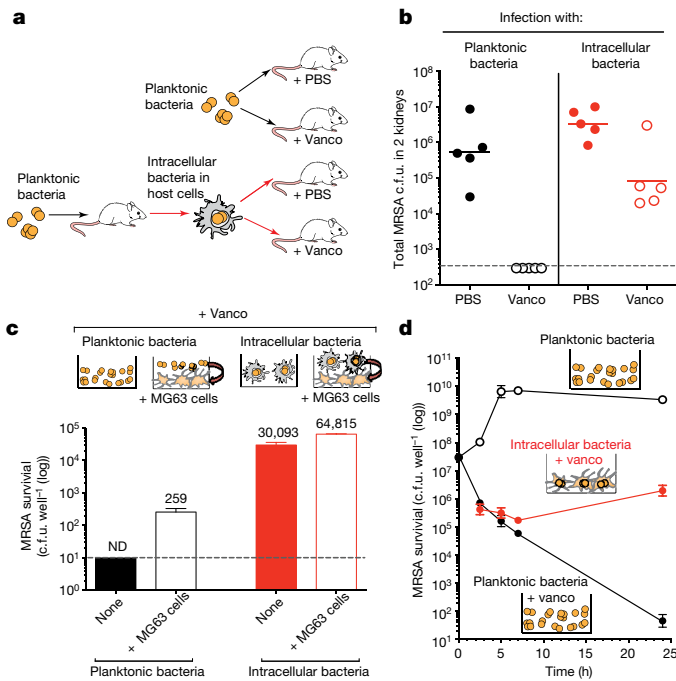 a
Planktonic
bacteria
+ PBS
+ Vanco
Planktonic
bacteria
Intracellular
bacteria in
host cells
+ PBS
+ Vanco
b
Infection with:
Planktonic
bacteria
Intracellular
bacteria
Total MRSA c.f.u. in 2 kidneys
10⁸
10⁷
10⁶
10⁵
10⁴
10³
10²
PBS
Vanco
PBS
Vanco
c
+ Vanco
Planktonic bacteria
Intracellular bacteria
+ MG63 cells
+ MG63 cells
MRSA survivial
(c.f.u. well⁻¹ (log))
10⁵
10⁴
10³
10²
10¹
10⁰
ND
259
30,093
64,815
None
+ MG63 cells
None
+ MG63 cells
Planktonic bacteria
Intracellular bacteria
d
MRSA survival (c.f.u. well⁻¹ (log))
10¹¹
10¹⁰
10⁹
10⁸
10⁷
10⁶
10⁵
10⁴
10³
10²
10¹
Planktonic bacteria
Intracellular bacteria
+ vanco
Planktonic bacteria
+ vanco
0
5
10
15
20
25
Time (h)